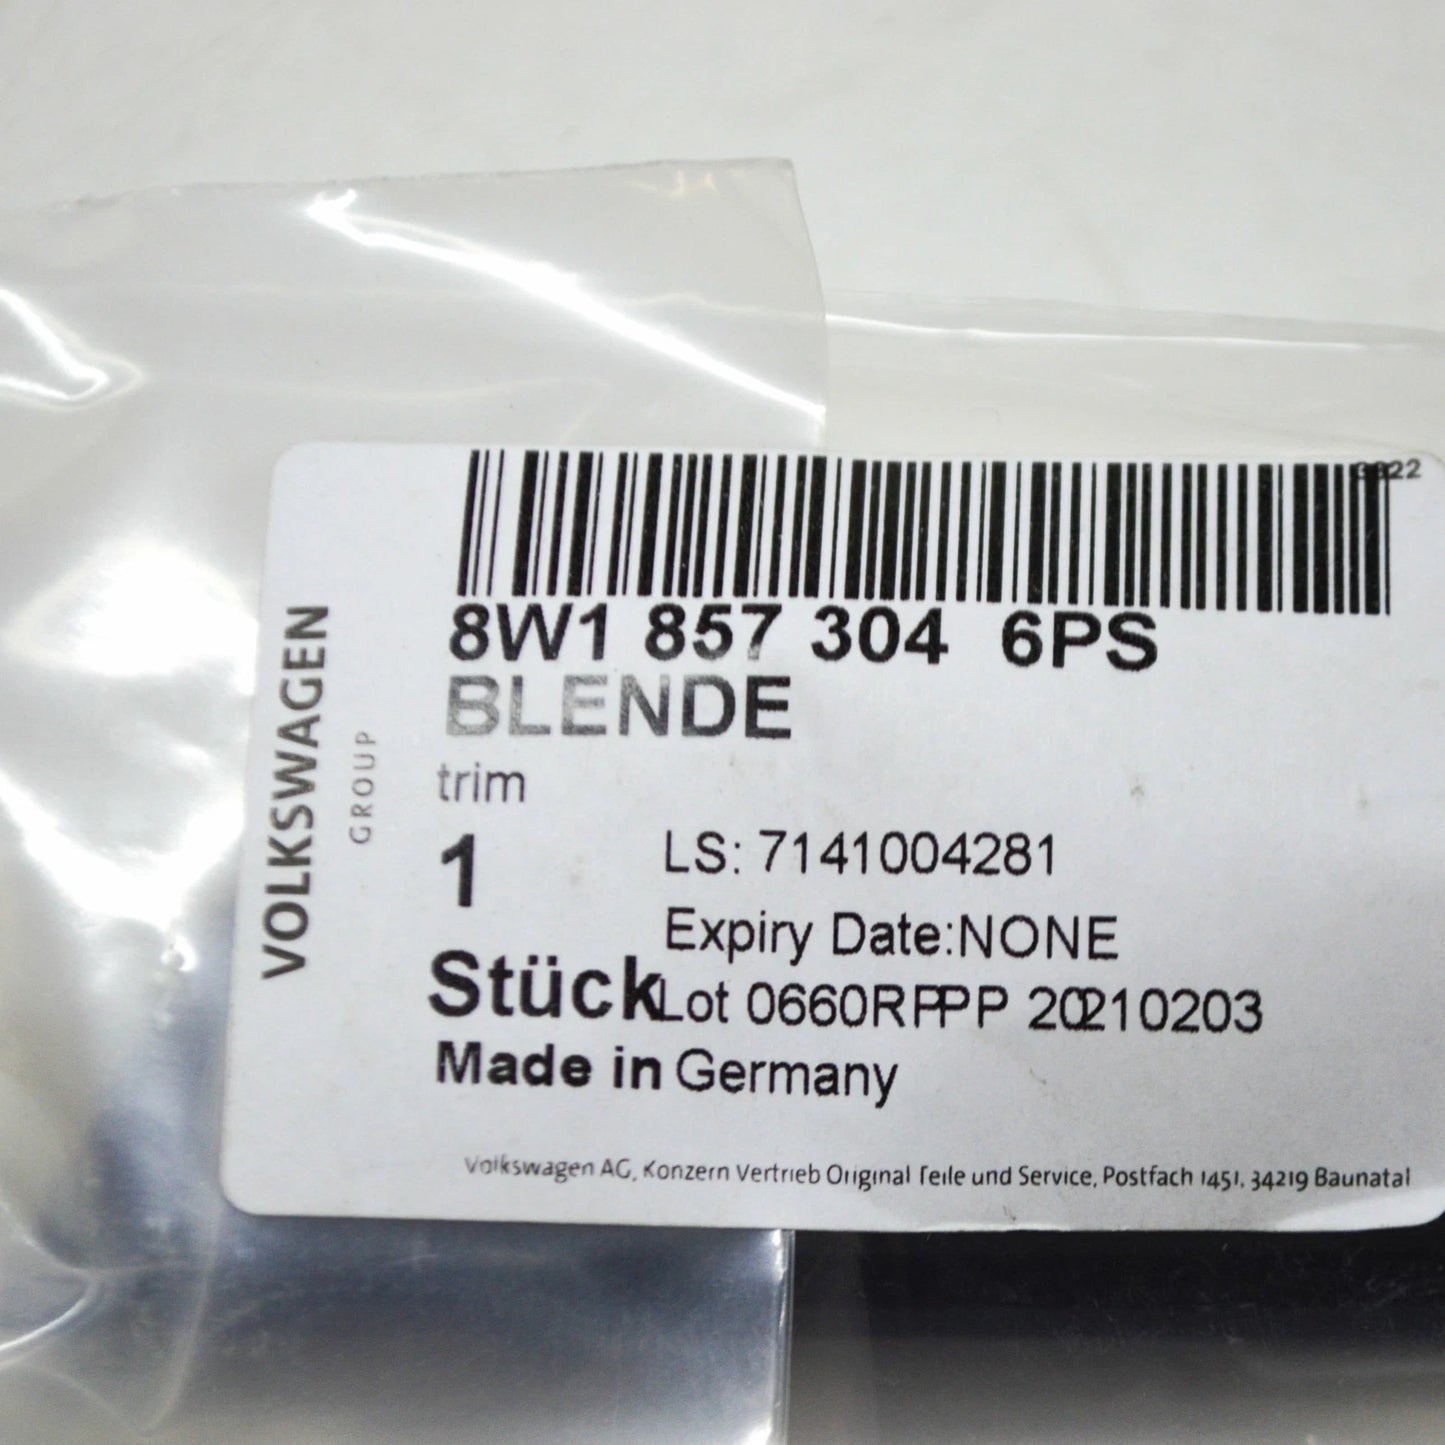 8W1 857 304 6PS
BLENDE
trim
1
LS: 7141004281
Expiry Date:NONE
Stück
Lot 0660RPPP 20210203
Made in Germany
Volkswagen AG, Konzern Vertrieb Original Teile und Service, Postfach 1451, 34219 Baunatal
VOLKSWAGEN
GROUP